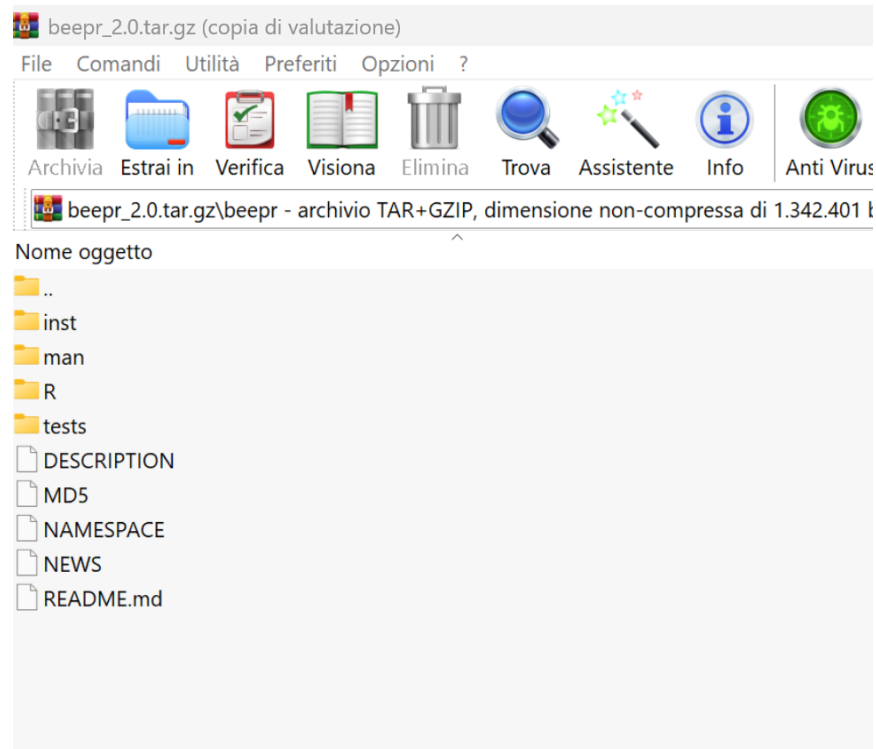 beepr_2.0.tar.gz (copia di valutazione)
File Comandi Utilità Preferiti Opzioni ?
Archivia Estrai in Verifica Visiona Elimina Trova Assistente Info Anti Virus
beepr_2.0.tar.gz\beepr - archivio TAR+GZIP, dimensione non-compressa di 1.342.401 b
Nome oggetto
..
inst
man
R
tests
DESCRIPTION
MD5
NAMESPACE
NEWS
README.md